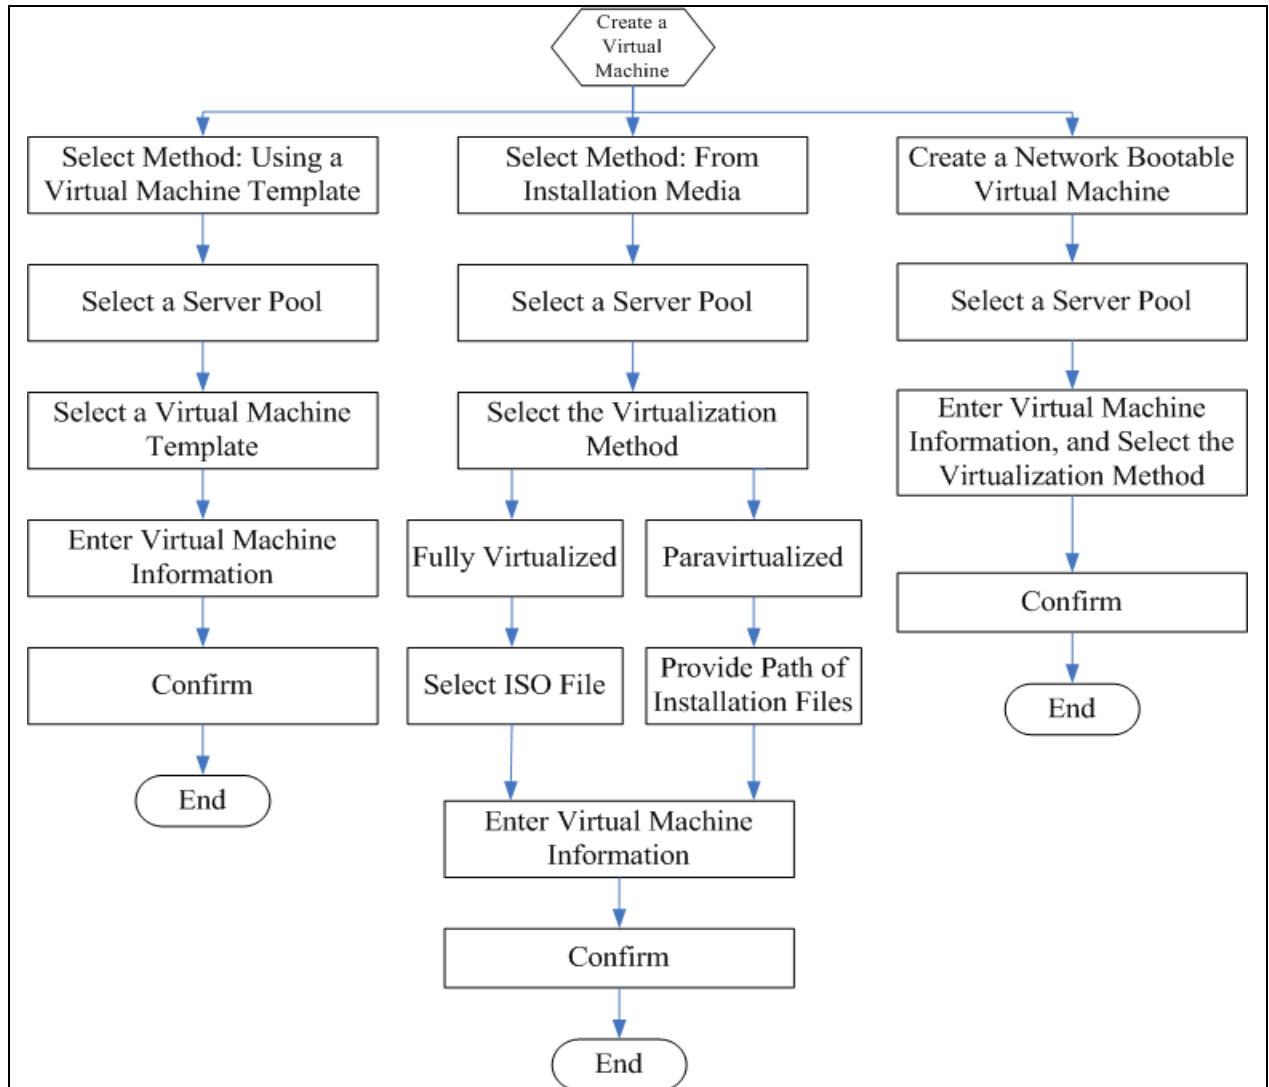 Create a
Virtual
Machine
Select Method: Using a
Virtual Machine Template
Select Method: From
Installation Media
Create a Network Bootable
Virtual Machine
Select a Server Pool
Select a Server Pool
Select a Server Pool
Select a Virtual Machine
Template
Select the Virtualization
Method
Enter Virtual Machine
Information, and Select the
Virtualization Method
Enter Virtual Machine
Information
Fully Virtualized
Paravirtualized
Confirm
Confirm
Select ISO File
Provide Path of
Installation Files
End
End
Enter Virtual Machine
Information
Confirm
End